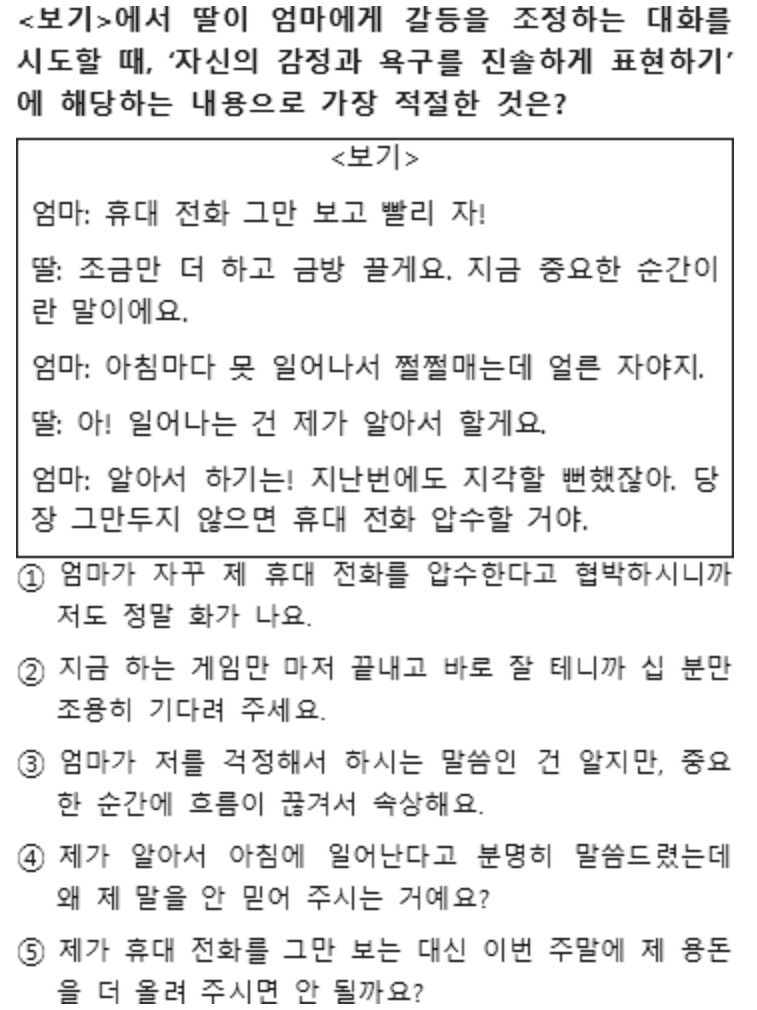 <보기>에서 딸이 엄마에게 갈등을 조정하는 대화를
시도할 때, ‘자신의 감정과 욕구를 진솔하게 표현하기’
에 해당하는 내용으로 가장 적절한 것은?
<보기>
엄마: 휴대 전화 그만 보고 빨리 자!
딸: 조금만 더 하고 금방 끌게요. 지금 중요한 순간이
란 말이에요.
엄마: 아침마다 못 일어나서 쩔쩔매는데 얼른 자야지.
딸: 아! 일어나는 건 제가 알아서 할게요.
엄마: 알아서 하기는! 지난번에도 지각할 뻔했잖아. 당
장 그만두지 않으면 휴대 전화 압수할 거야.
① 엄마가 자꾸 제 휴대 전화를 압수한다고 협박하시니까
저도 정말 화가 나요.
② 지금 하는 게임만 마저 끝내고 바로 잘 테니까 십 분만
조용히 기다려 주세요.
③ 엄마가 저를 걱정해서 하시는 말씀인 건 알지만, 중요
한 순간에 흐름이 끊겨서 속상해요.
④ 제가 알아서 아침에 일어난다고 분명히 말씀드렸는데
왜 제 말을 안 믿어 주시는 거예요?
⑤ 제가 휴대 전화를 그만 보는 대신 이번 주말에 제 용돈
을 더 올려 주시면 안 될까요?